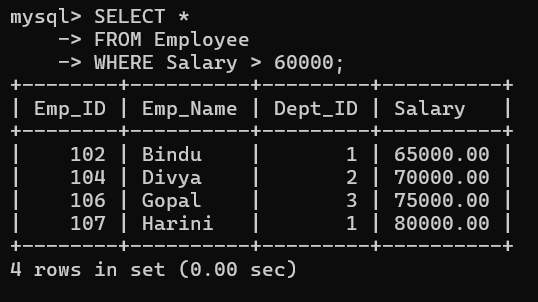 mysql> SELECT *
    -> FROM Employee
    -> WHERE Salary > 60000;
+--------+----------+---------+----------+
| Emp_ID | Emp_Name | Dept_ID | Salary   |
+--------+----------+---------+----------+
|    102 | Bindu    |       1 | 65000.00 |
|    104 | Divya    |       2 | 70000.00 |
|    106 | Gopal    |       3 | 75000.00 |
|    107 | Harini   |       1 | 80000.00 |
+--------+----------+---------+----------+
4 rows in set (0.00 sec)